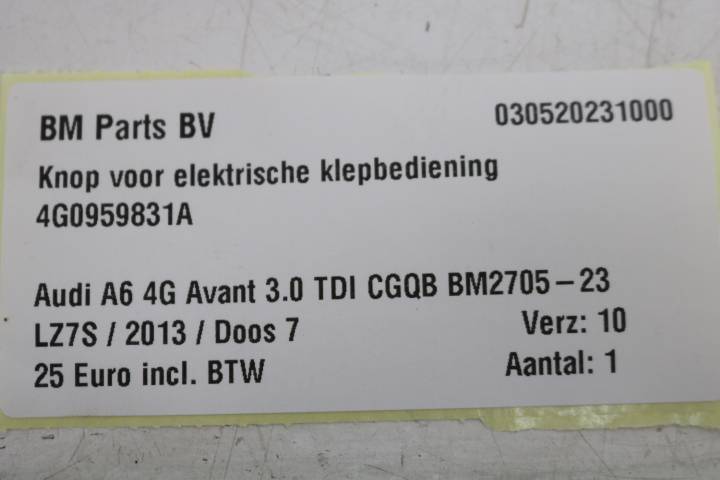 BM Parts BV 030520231000
Knop voor elektrische klepbediening
4G0959831A
Audi A6 4G Avant 3.0 TDI CGQB BM2705-23
LZ7S / 2013 / Doos 7 Verz: 10
25 Euro incl. BTW Aantal: 1